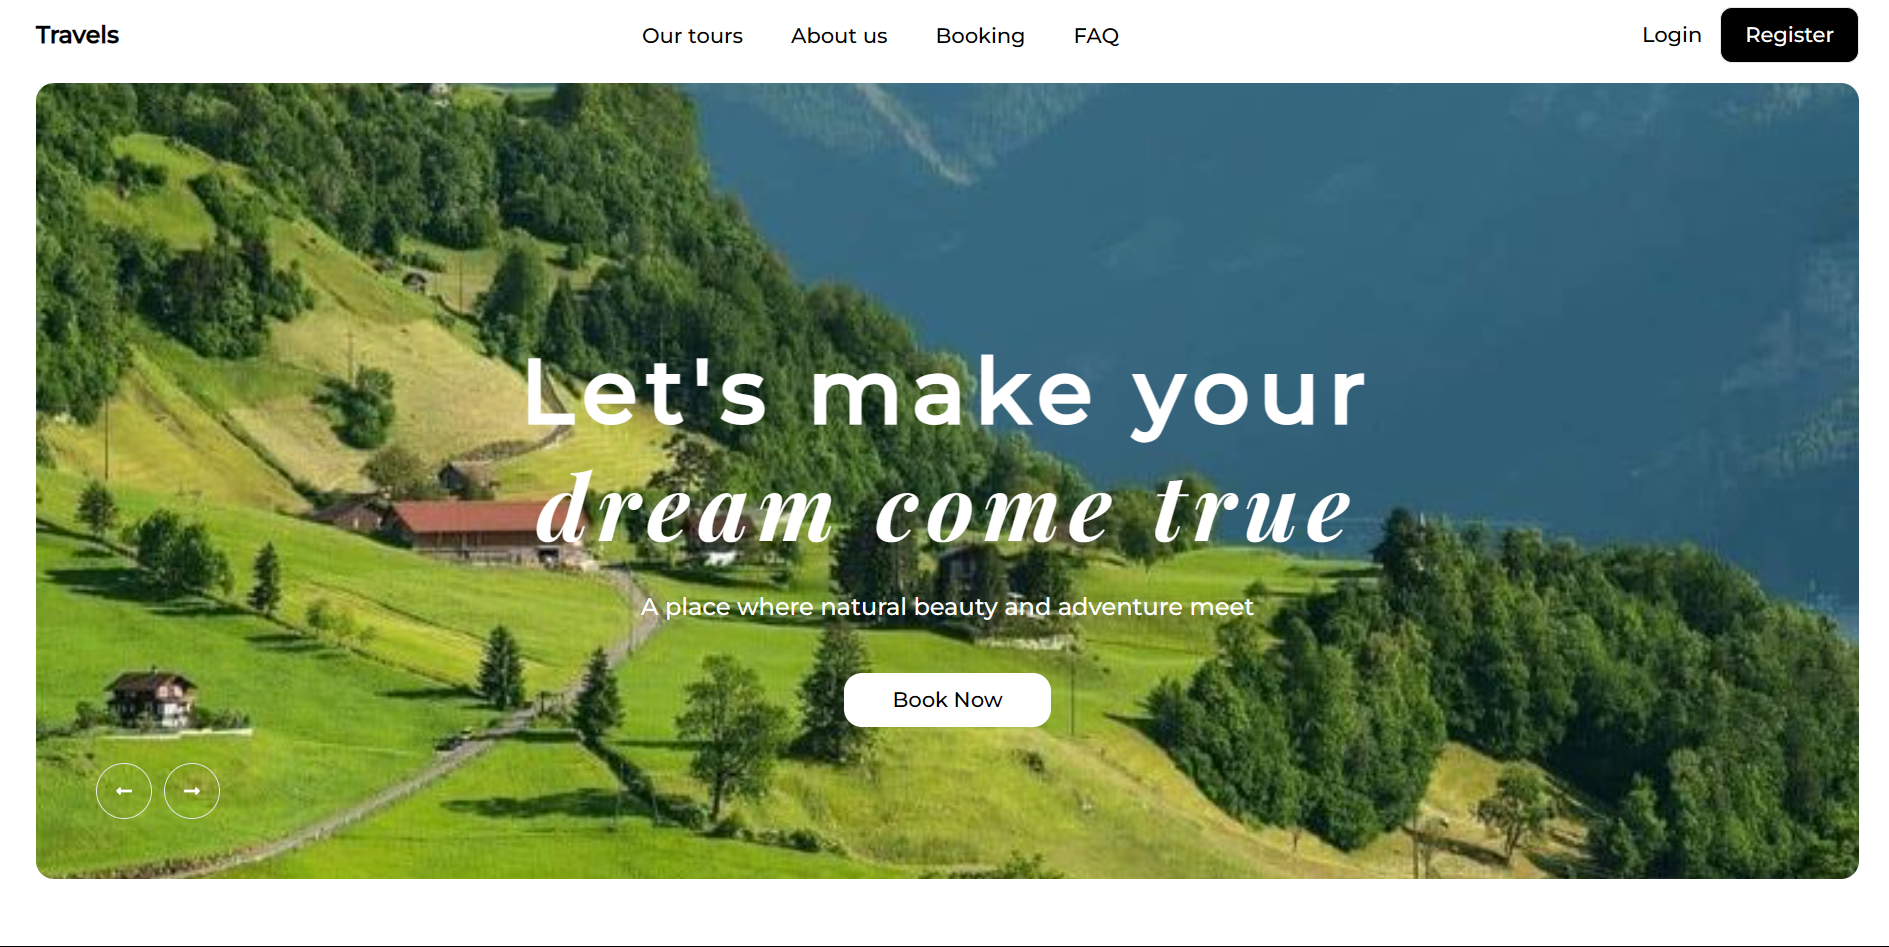 Travels
Our tours About us Booking FAQ
Login Register
Let's make your
dream come true
A place where natural beauty and adventure meet
Book Now